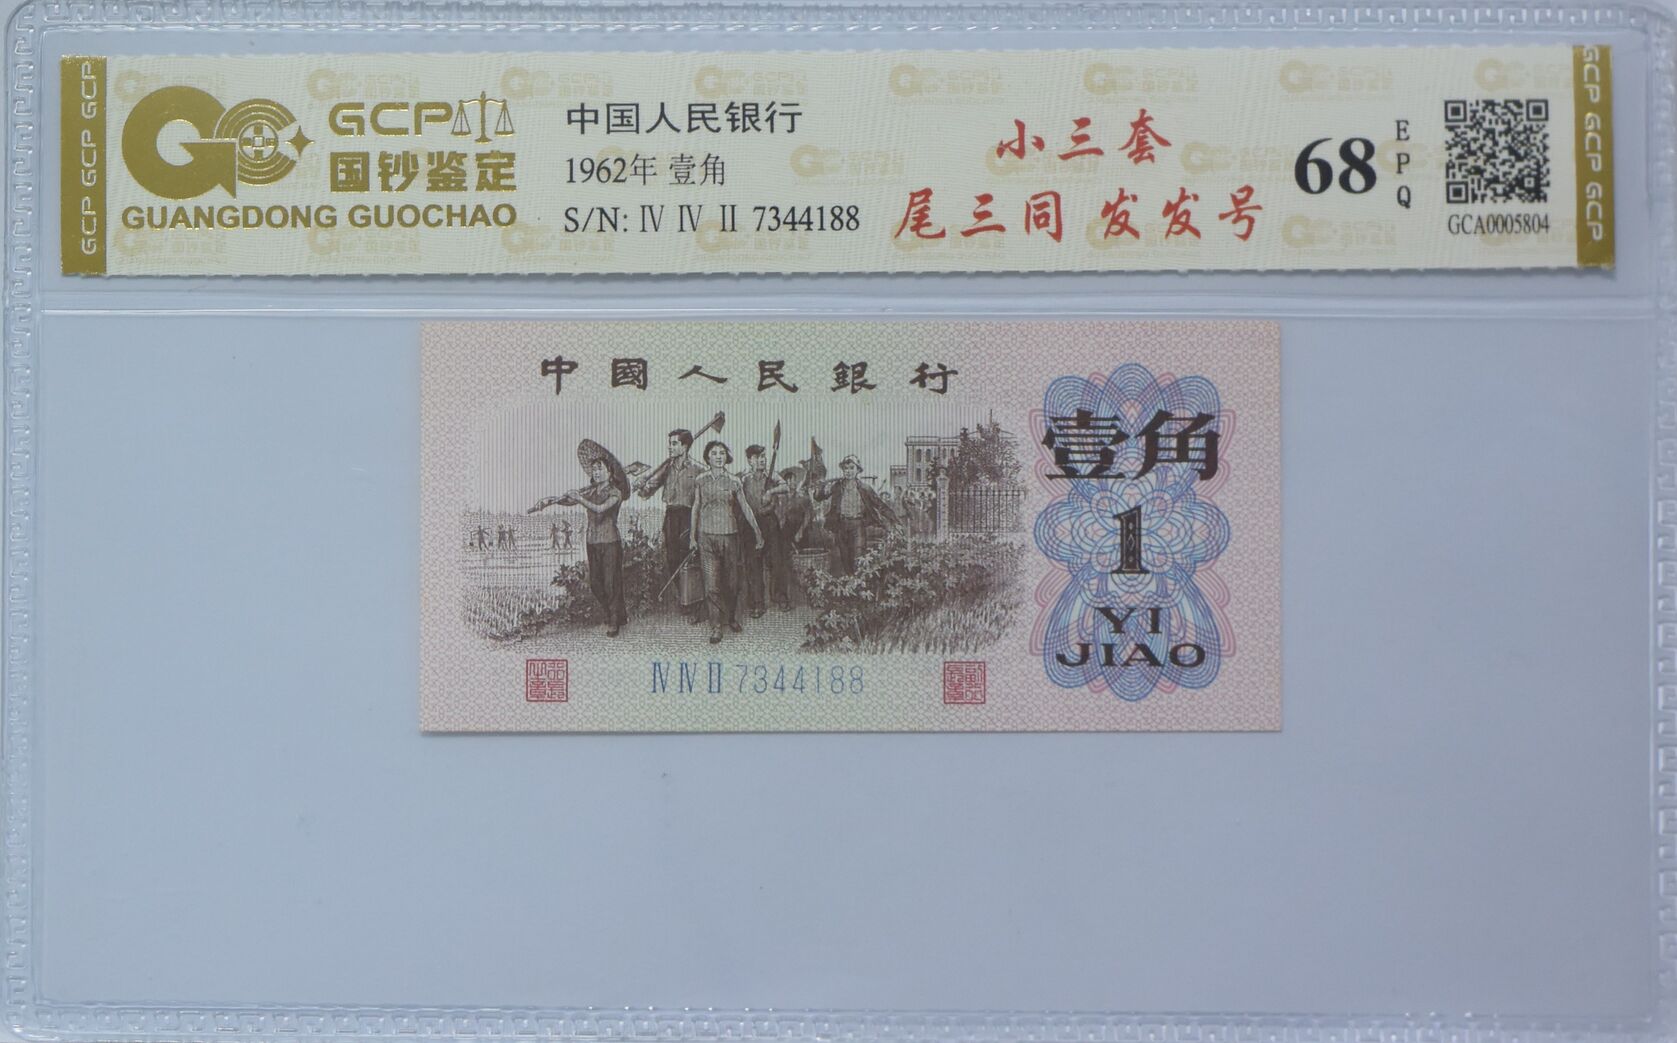 GCP GCP GCP
GCP
国钞鉴定
GUANGDONG GUOCHAO
中国人民银行
1962年 壹角
S/N: Ⅳ Ⅳ Ⅱ 7344188
小三套
尾三同 发发号
68
EPQ
GCA0005804
GCP GCP GCP
中國人民銀行
壹角
1
YI
JIAO
ⅣⅣⅡ 7344188